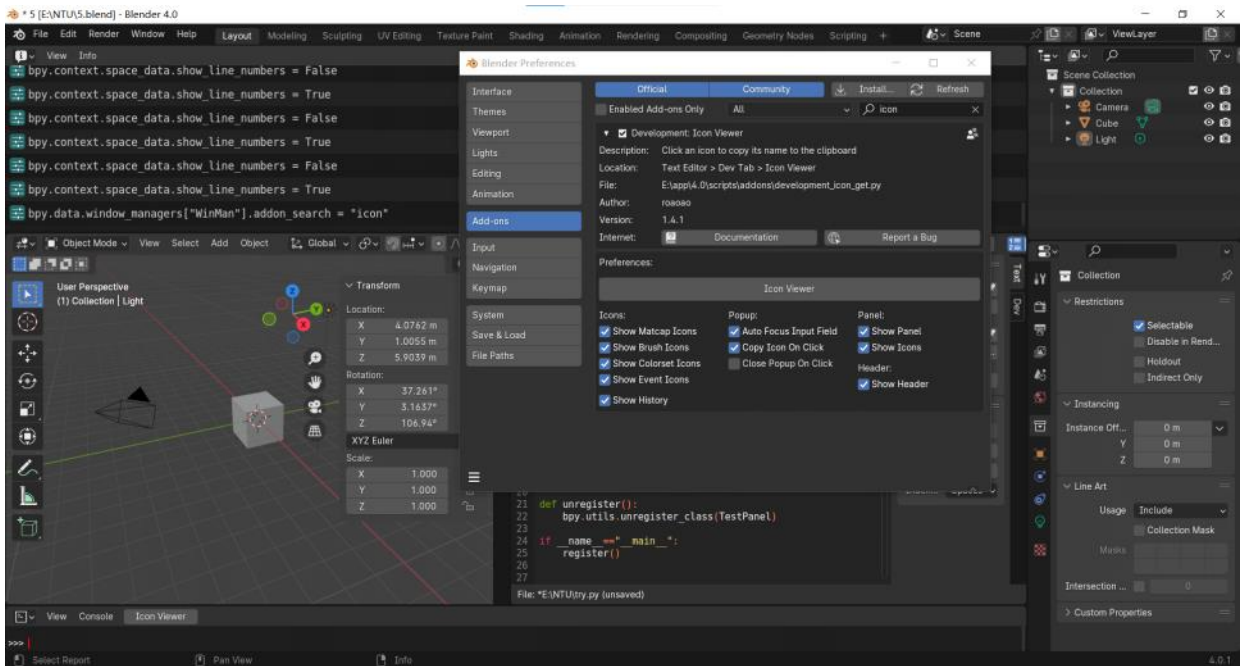 * 5 [E:\NTU\5.blend] - Blender 4.0
File Edit Render Window Help Layout Modeling Sculpting UV Editing Texture Paint Shading Animation Rendering Compositing Geometry Nodes Scripting + Scene ViewLayer
View Info
bpy.context.space_data.show_line_numbers = False
bpy.context.space_data.show_line_numbers = True
bpy.context.space_data.show_line_numbers = False
bpy.context.space_data.show_line_numbers = True
bpy.context.space_data.show_line_numbers = False
bpy.context.space_data.show_line_numbers = True
bpy.data.window_managers["WinMan"].addon_search = "icon"
Object Mode View Select Add Object Global
User Perspective
(1) Collection | Light
Transform
Location:
X 4.0762 m
Y 1.0055 m
Z 5.9039 m
Rotation:
X 37.261°
Y 3.1637°
Z 106.94°
XYZ Euler
Scale:
X 1.000
Y 1.000
Z 1.000
Blender Preferences
Interface
Themes
Viewport
Lights
Editing
Animation
Add-ons
Input
Navigation
Keymap
System
Save & Load
File Paths
Official Community Install... Refresh
Enabled Add-ons Only All icon
Development: Icon Viewer
Description: Click an icon to copy its name to the clipboard
Location: Text Editor > Dev Tab > Icon Viewer
File: E:\app\4.0\scripts\addons\development_icon_get.py
Author: roaoao
Version: 1.4.1
Internet: Documentation Report a Bug
Preferences:
Icon Viewer
Icons: Popup: Panel:
Show Matcap Icons Auto Focus Input Field Show Panel
Show Brush Icons Copy Icon On Click Show Icons
Show Colorset Icons Close Popup On Click Header:
Show Event Icons Show Header
Show History
21 def unregister():
22 bpy.utils.unregister_class(TestPanel)
23
24 if __name__=="__main__":
25 register()
26
27
File: *E:\NTU\try.py (unsaved)
Text
Dev
Scene Collection
Collection
Camera
Cube
Light
Collection
Restrictions
Selectable
Disable in Rend...
Holdout
Indirect Only
Instancing
Instance Off... 0 m
Y 0 m
Z 0 m
Line Art
Usage Include
Collection Mask
Masks
Intersection ... 0
Custom Properties
View Console Icon Viewer
>>>
Select Report Pan View Info 4.0.1